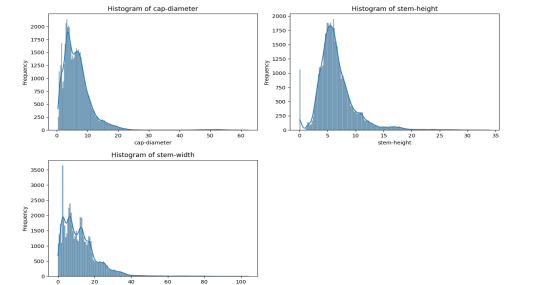 Histogram of cap-diameter
Frequency
2000
1750
1500
1250
1000
750
500
250
0
0 10 20 30 40 50 60
cap-diameter
Histogram of stem-height
Frequency
2000
1750
1500
1250
1000
750
500
250
0
0 5 10 15 20 25 30 35
stem-height
Histogram of stem-width
Frequency
3500
3000
2500
2000
1500
1000
500
0
0 20 40 60 80 100